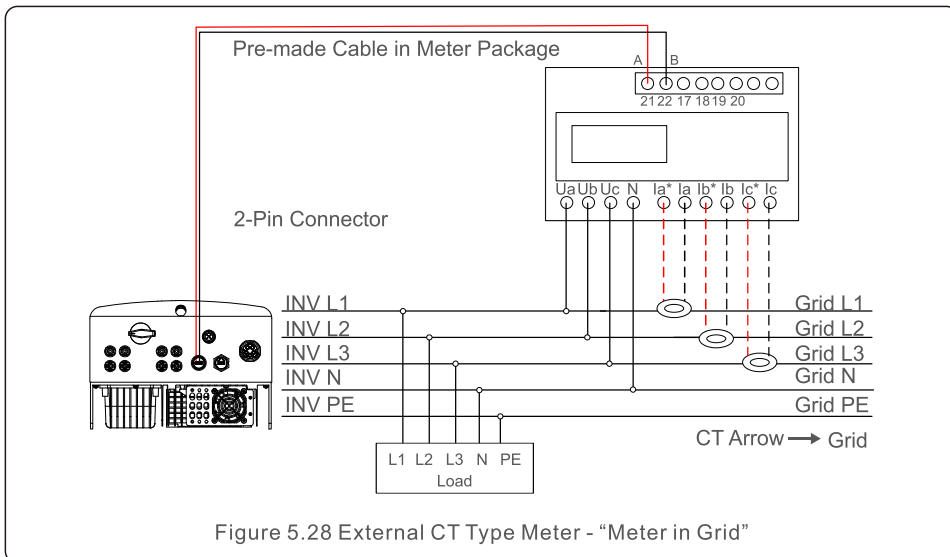 Pre-made Cable in Meter Package
A B
21 22 17 18 19 20
Ua Ub Uc N Ia* Ia Ib* Ib Ic* Ic
2-Pin Connector
INV L1 Grid L1
INV L2 Grid L2
INV L3 Grid L3
INV N Grid N
INV PE Grid PE
CT Arrow → Grid
L1 L2 L3 N PE
Load
Figure 5.28 External CT Type Meter - “Meter in Grid”